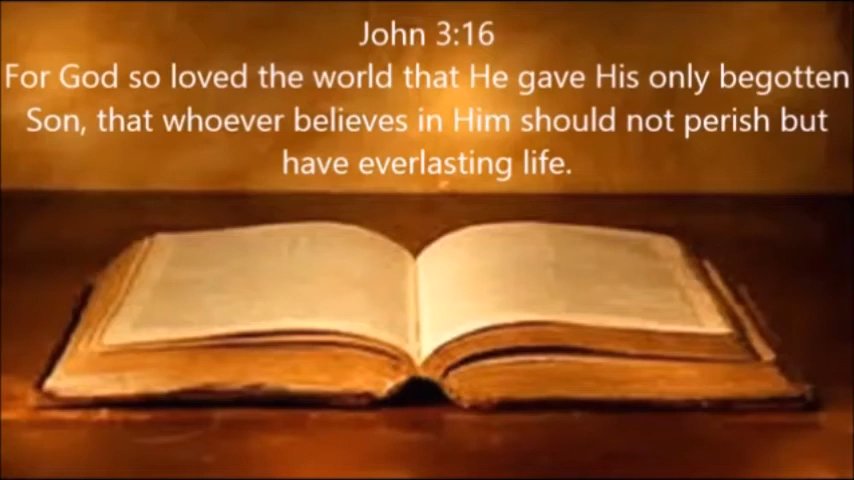 John 3:16
For God so loved the world that He gave His only begotten
Son, that whoever believes in Him should not perish but
have everlasting life.